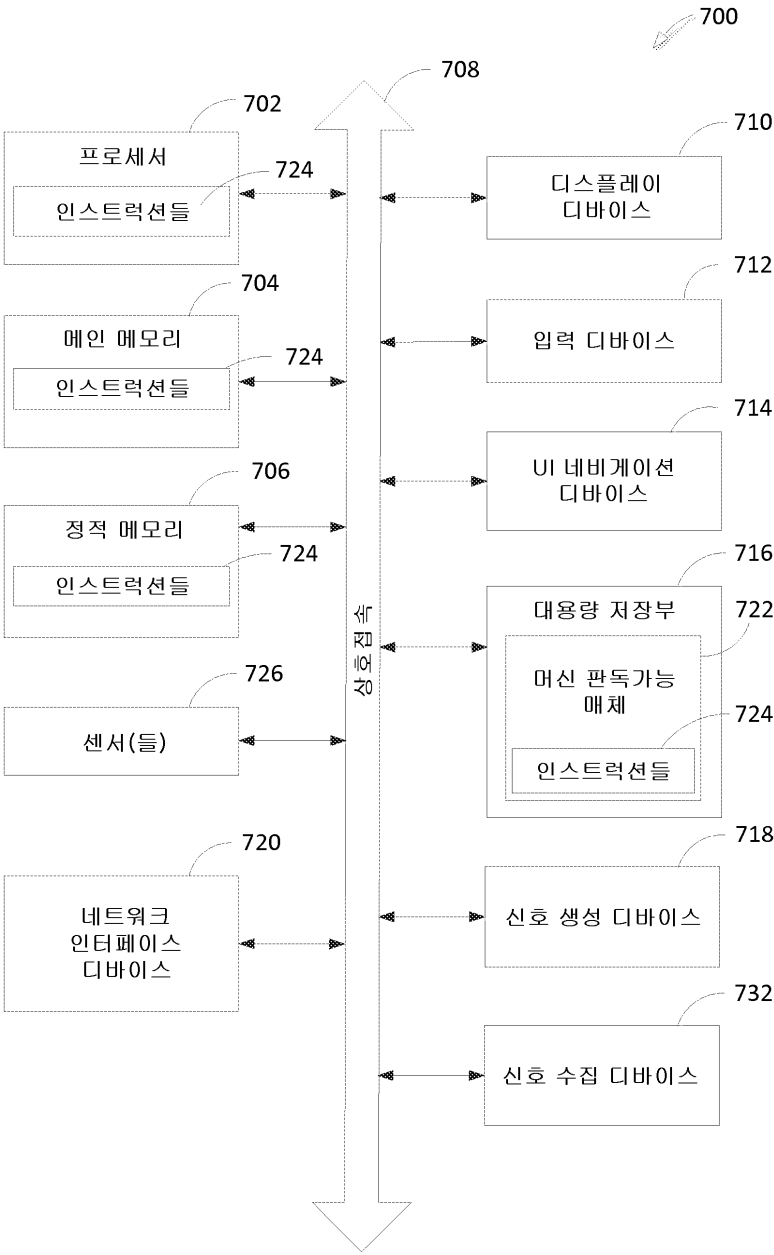 700
708
702
프로세서
724
인스트럭션들
704
메인 메모리
724
인스트럭션들
706
정적 메모리
724
인스트럭션들
726
센서(들)
720
네트워크
인터페이스
디바이스
상호접속
710
디스플레이
디바이스
712
입력 디바이스
714
UI 네비게이션
디바이스
716
대용량 저장부
722
머신 판독가능
매체
724
인스트럭션들
718
신호 생성 디바이스
732
신호 수집 디바이스